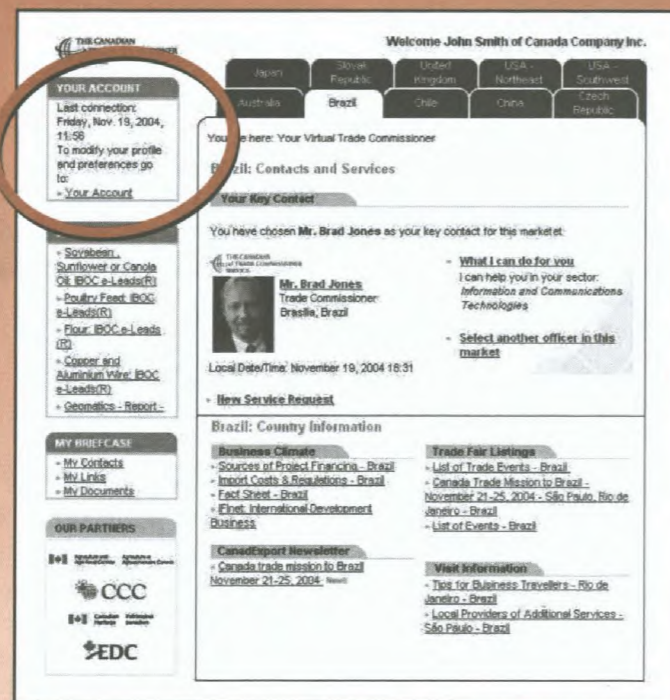 THE CANADIAN
Welcome John Smith of Canada Company Inc.
Japan
Slovak
Republic
United
Kingdom
USA -
Northeast
USA -
Southwest
Australia
Brazil
Chile
China
Czech
Republic
YOUR ACCOUNT
Last connection:
Friday, Nov. 19, 2004,
11:56
To modify your profile
and preferences go
to:
» Your Account
» Soyabean,
Sunflower or Canola
Oil: IBOC e-Leads(R)
» Poultry Feed: IBOC
e-Leads(R)
» Flour: IBOC e-Leads
(R)
» Copper and
Aluminium Wire: IBOC
e-Leads(R)
» Geomatics - Report -
MY BRIEFCASE
» My Contacts
» My Links
» My Documents
OUR PARTNERS
CCC
EDC
You are here: Your Virtual Trade Commissioner
Brazil: Contacts and Services
Your Key Contact
You have chosen Mr. Brad Jones as your key contact for this market
THE CANADIAN
TRADE COMMISSIONER
SERVICE
Mr. Brad Jones
Trade Commissioner
Brasilia, Brazil
Local Date/Time: November 19, 2004 16:31
» New Service Request
» What I can do for you
I can help you in your sector:
Information and Communications
Technologies
» Select another officer in this
market
Brazil: Country Information
Business Climate
» Sources of Project Financing - Brazil
» Import Costs & Regulations - Brazil
» Fact Sheet - Brazil
» IFInet: International Development
Business
CanadExport Newsletter
» Canada trade mission to Brazil
November 21-25, 2004 New!
Trade Fair Listings
» List of Trade Events - Brazil
» Canada Trade Mission to Brazil -
November 21-25, 2004 - São Paulo, Rio de
Janeiro - Brazil
» List of Events - Brazil
Visit Information
» Tips for Business Travellers - Rio de
Janeiro - Brazil
» Local Providers of Additional Services -
São Paulo - Brazil